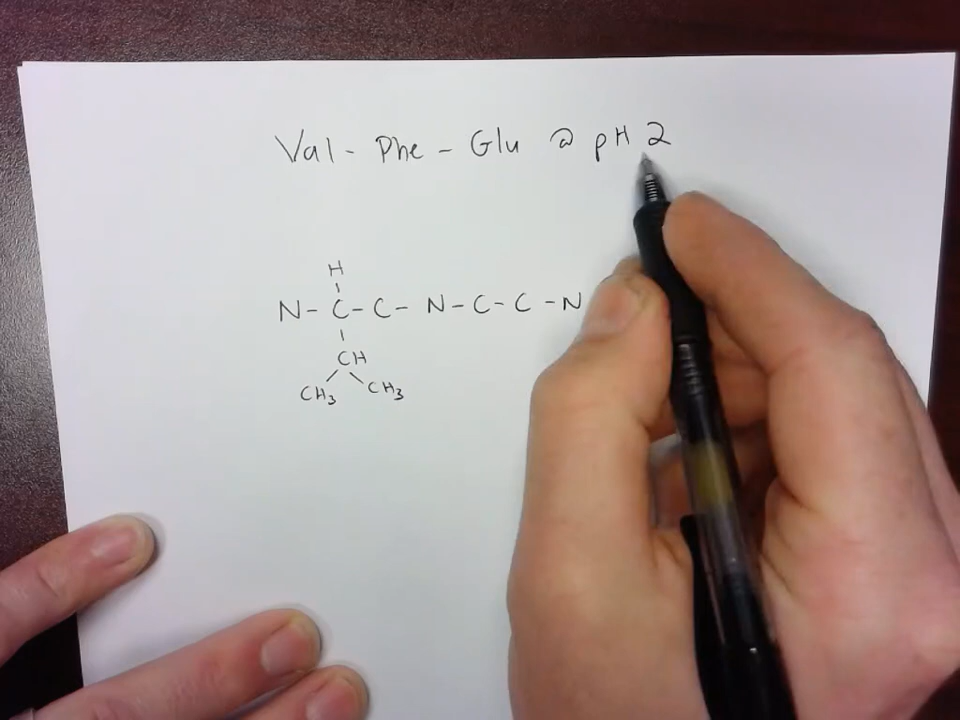 Val - Phe - Glu @ pH 2
H
N - C - C - N - C - C - N
CH
CH3 CH3